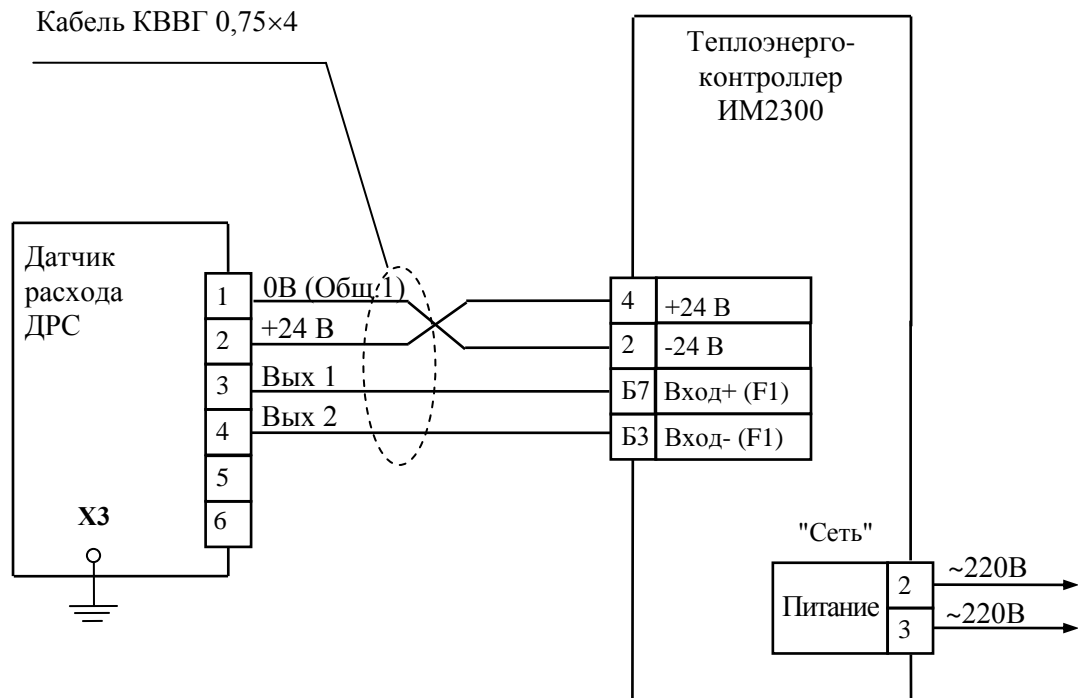 Кабель КВВГ 0,75×4
Теплоэнерго-
контроллер
ИМ2300
Датчик
расхода
ДРС
1
0В (Общ.1)
2
+24 В
3
Вых 1
4
Вых 2
5
6
Х3
4
+24 В
2
-24 В
Б7
Вход+ (F1)
Б3
Вход- (F1)
"Сеть"
Питание
2
~220В
3
~220В